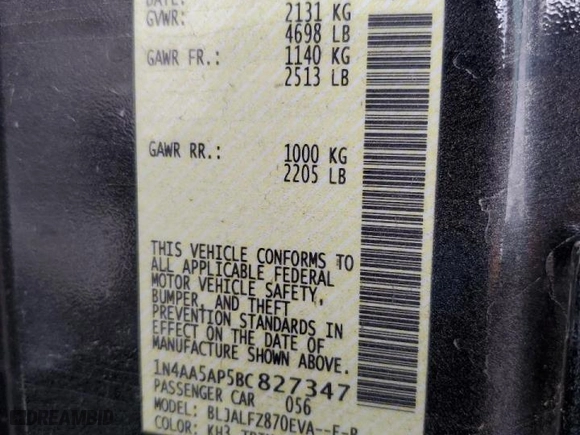 DATE:
GVWR: 2131 KG
4698 LB
GAWR FR.: 1140 KG
2513 LB
GAWR RR.: 1000 KG
2205 LB
THIS VEHICLE CONFORMS TO
ALL APPLICABLE FEDERAL
MOTOR VEHICLE SAFETY,
BUMPER, AND THEFT
PREVENTION STANDARDS IN
EFFECT ON THE DATE OF
MANUFACTURE SHOWN ABOVE.
1N4AA5AP5BC827347
PASSENGER CAR 056
MODEL: BLJALFZ870EVA--E-P
COLOR: KH3
DREAMBID